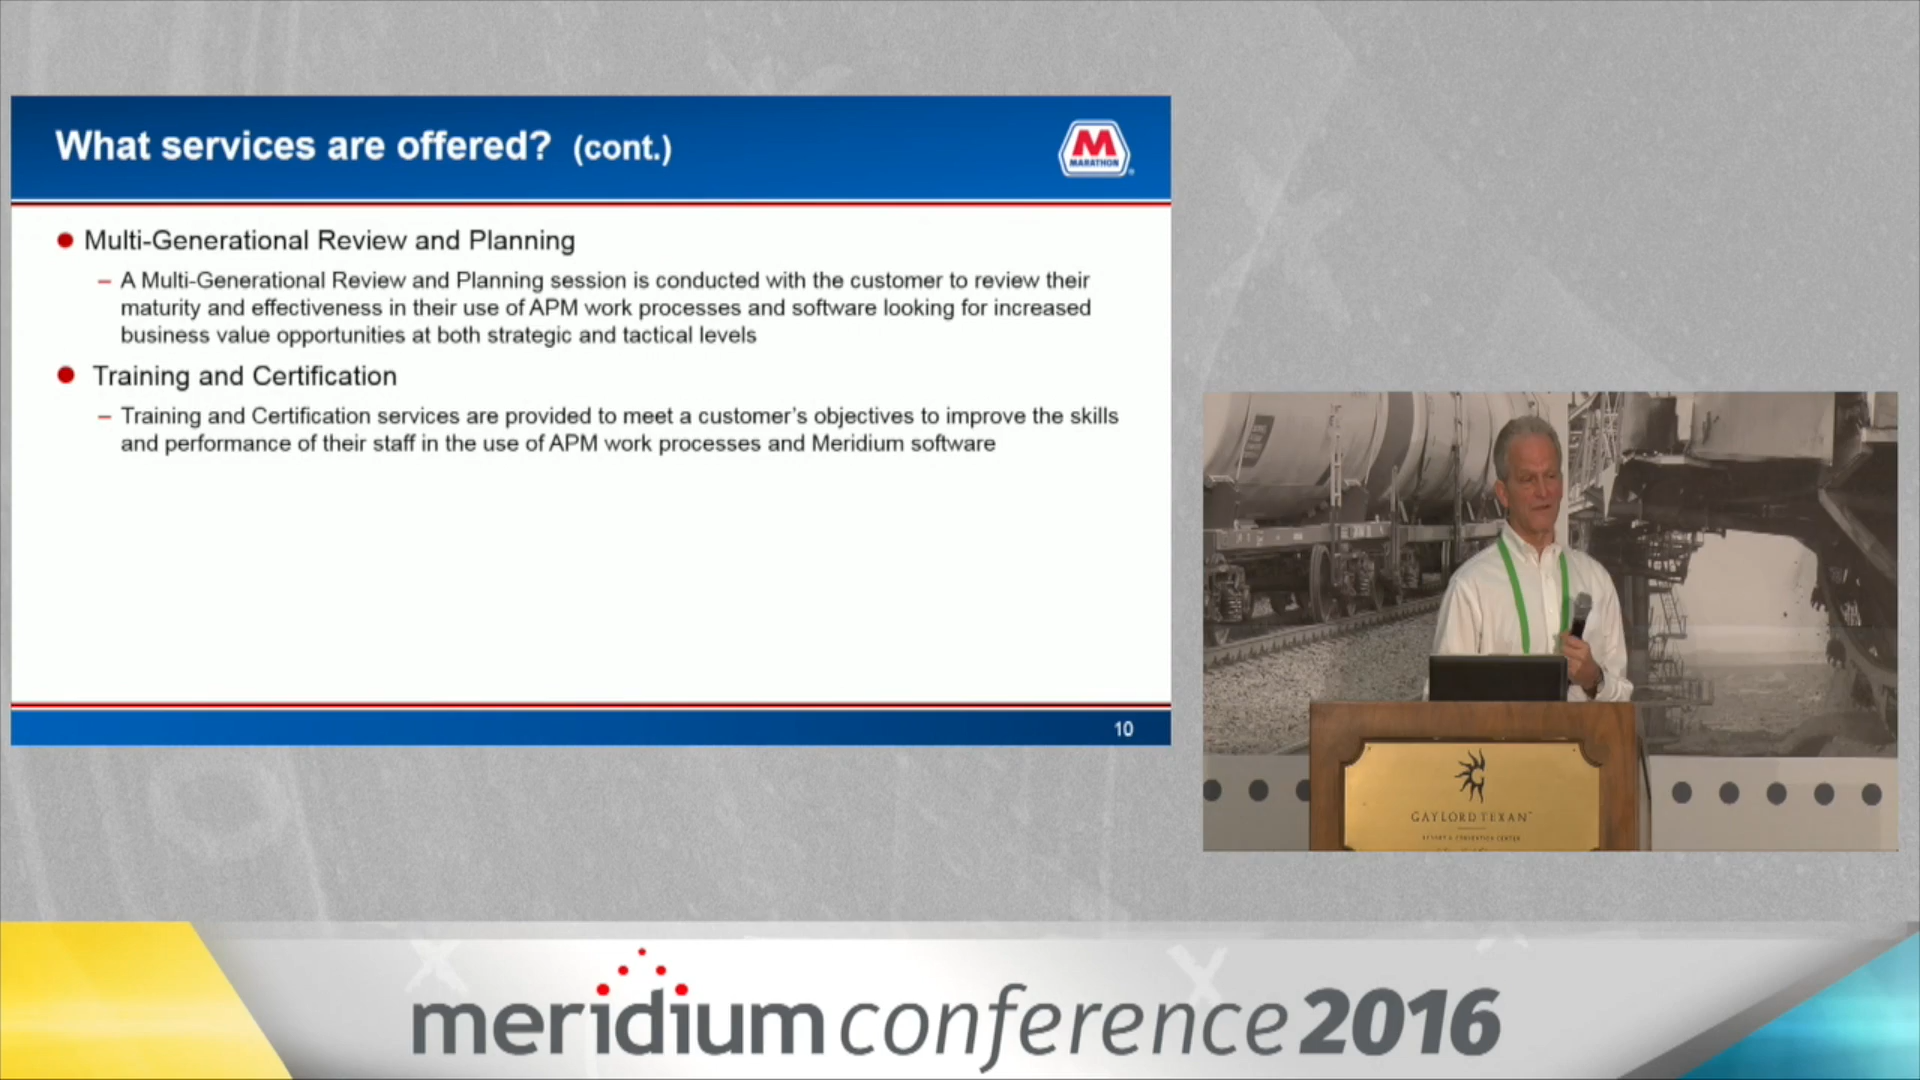 What services are offered? (cont.)
M
MARATHON
Multi-Generational Review and Planning
– A Multi-Generational Review and Planning session is conducted with the customer to review their
maturity and effectiveness in their use of APM work processes and software looking for increased
business value opportunities at both strategic and tactical levels
Training and Certification
– Training and Certification services are provided to meet a customer's objectives to improve the skills
and performance of their staff in the use of APM work processes and Meridium software
10
GAYLORD TEXAN
RESORT & CONVENTION CENTER
meridium conference 2016